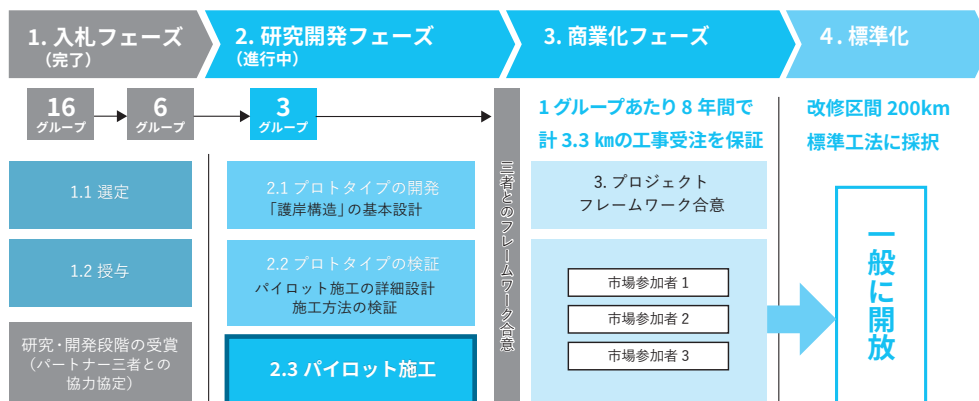 1. 入札フェーズ
(完了)
2. 研究開発フェーズ
(進行中)
3. 商業化フェーズ
４. 標準化
16
グループ
6
グループ
3
グループ
1.1 選定
1.2 授与
研究・開発段階の受賞
(パートナー三者との
協力協定)
2.1 プロトタイプの開発
「護岸構造」の基本設計
2.2 プロトタイプの検証
パイロット施工の詳細設計
施工方法の検証
2.3 パイロット施工
三者とのフレームワーク合意
1 グループあたり 8 年間で
計 3.3 ㎞の工事受注を保証
3. プロジェクト
フレームワーク合意
市場参加者 1
市場参加者 2
市場参加者 3
改修区間 200km
標準工法に採択
一般に開放